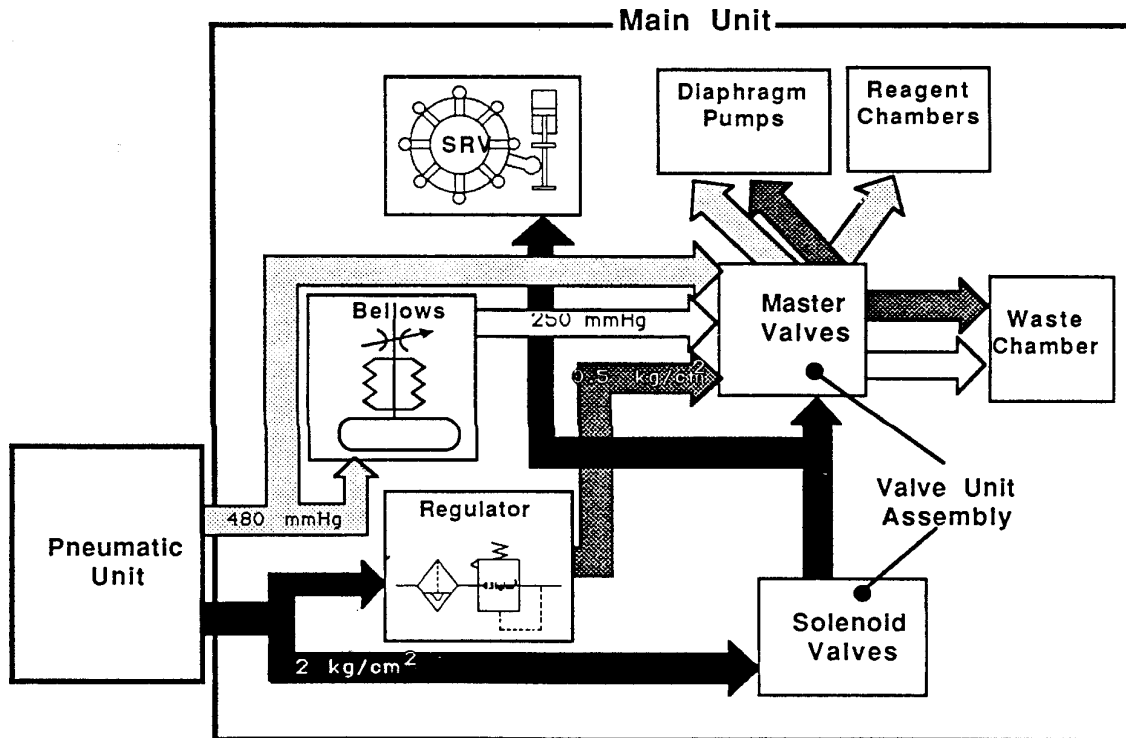 Main Unit
Diaphragm
Pumps
Reagent
Chambers
SRV
Bellows
250 mmHg
Master
Valves
Waste
Chamber
0.5 kg/cm²
480 mmHg
Regulator
Valve Unit
Assembly
Pneumatic
Unit
Solenoid
Valves
2 kg/cm²